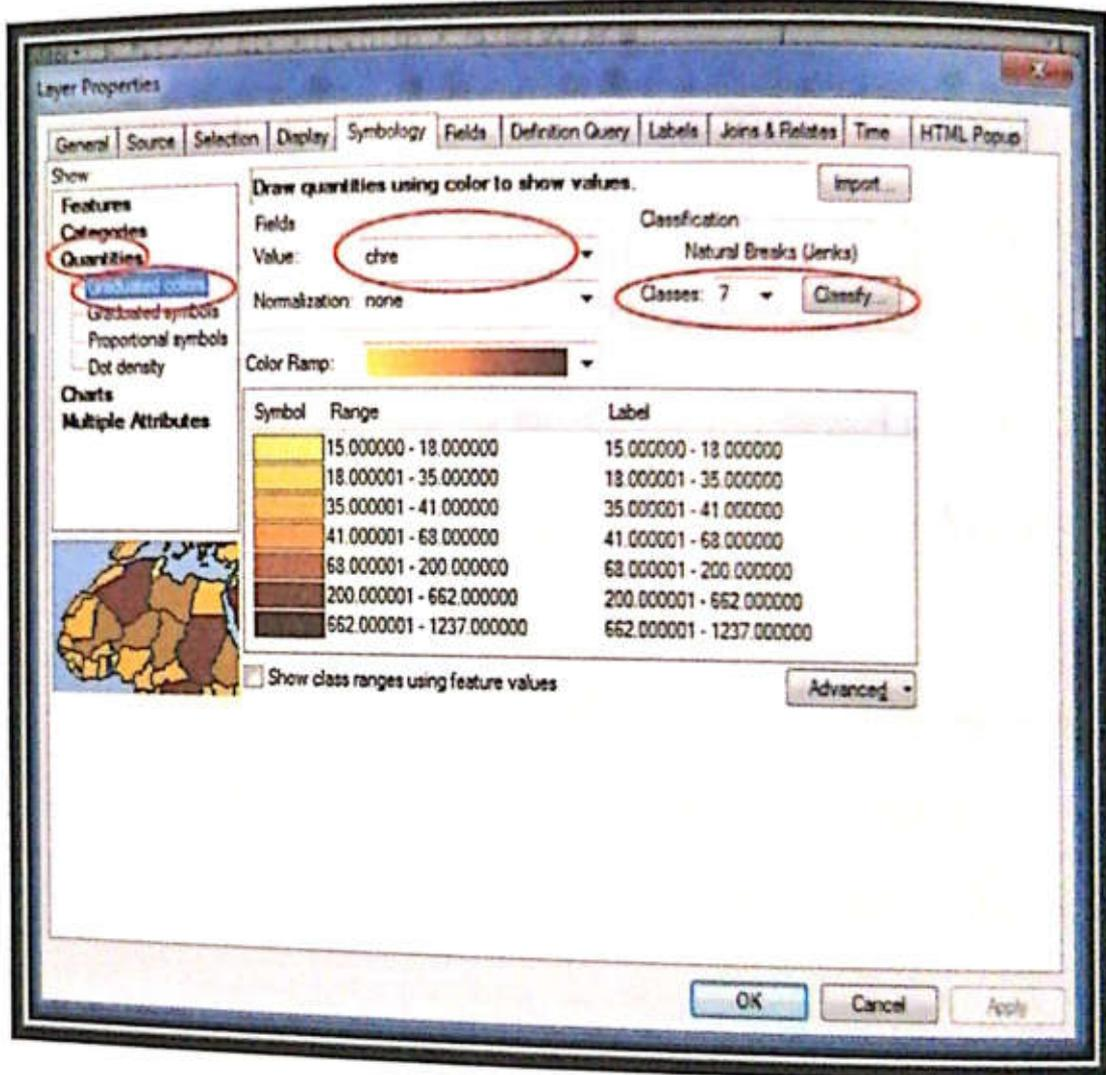 Layer Properties
General Source Selection Display Symbology Fields Definition Query Labels Joins & Relates Time HTML Popup
Show
Features
Categories
Quantities
Graduated colors
Graduated symbols
Proportional symbols
Dot density
Charts
Multiple Attributes
Draw quantities using color to show values.
Import...
Fields
Value: chre
Normalization: none
Classification
Natural Breaks (Jenks)
Classes: 7 Classify...
Color Ramp:
Symbol Range Label
15.000000 - 18.000000 15.000000 - 18.000000
18.000001 - 35.000000 18.000001 - 35.000000
35.000001 - 41.000000 35.000001 - 41.000000
41.000001 - 68.000000 41.000001 - 68.000000
68.000001 - 200.000000 68.000001 - 200.000000
200.000001 - 662.000000 200.000001 - 662.000000
662.000001 - 1237.000000 662.000001 - 1237.000000
Show class ranges using feature values
Advanced
OK Cancel Apply